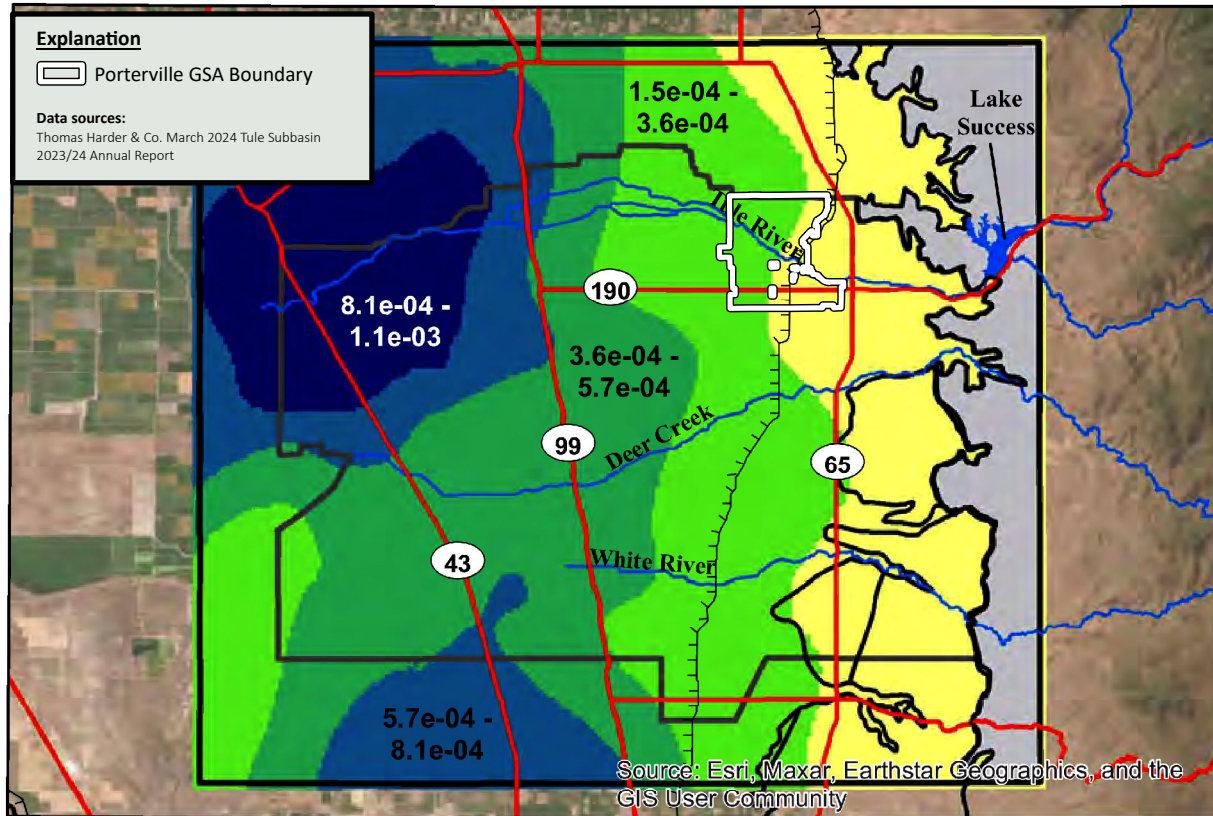 Explanation
Porterville GSA Boundary
Data sources:
Thomas Harder & Co. March 2024 Tule Subbasin
2023/24 Annual Report
1.5e-04 -
3.6e-04
Lake
Success
Tule River
8.1e-04 -
1.1e-03
190
3.6e-04 -
5.7e-04
Deer Creek
99
65
43
White River
5.7e-04 -
8.1e-04
Source: Esri, Maxar, Earthstar Geographics, and the
GIS User Community